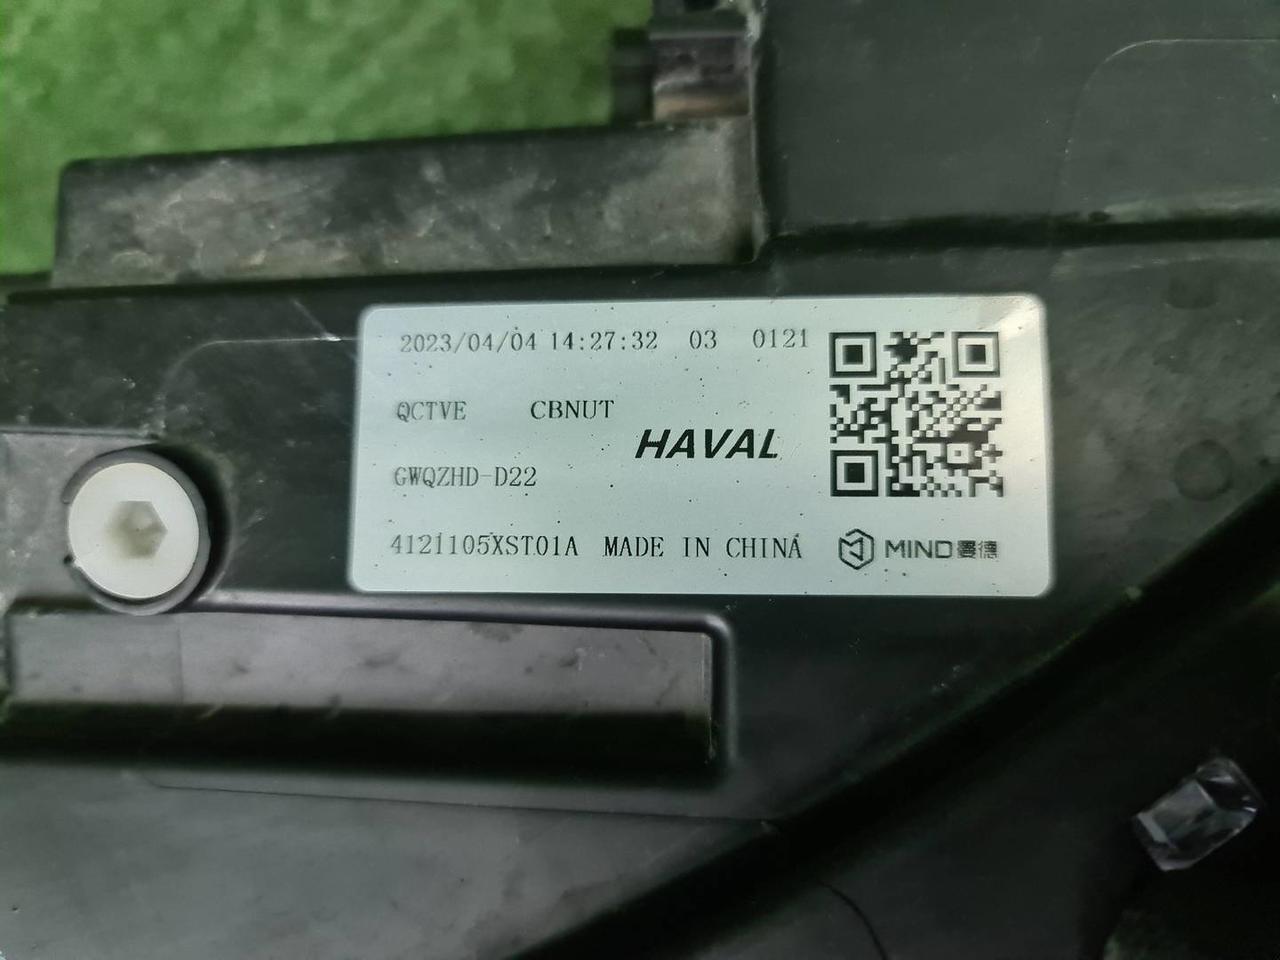 2023/04/04 14:27:32 03 0121
QCTVE CBNUT
HAVAL
GWQZHD-D22
4121105XST01A MADE IN CHINA
MIND曼德